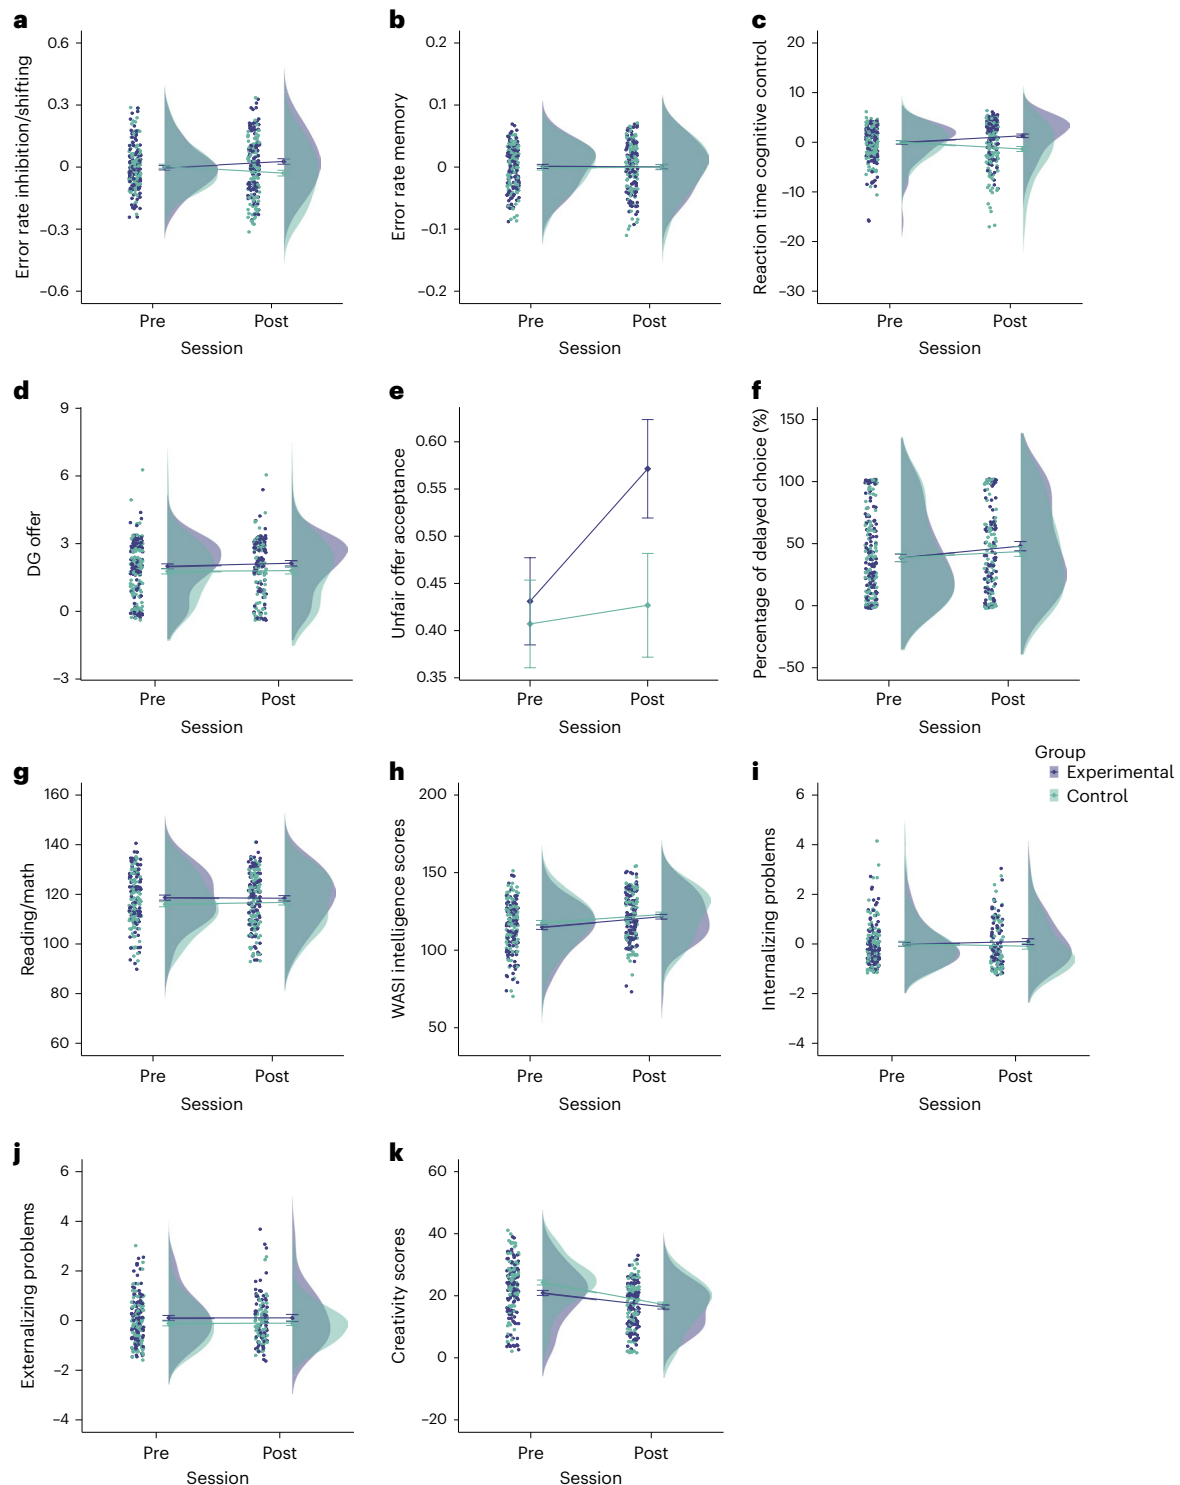 a
Error rate inhibition/shifting
0.6
0.3
0
–0.3
–0.6
Pre
Post
Session
b
Error rate memory
0.2
0.1
0
–0.1
–0.2
Pre
Post
Session
c
Reaction time cognitive control
20
10
0
–10
–20
–30
Pre
Post
Session
d
DG offer
9
6
3
0
–3
Pre
Post
Session
e
Unfair offer acceptance
0.60
0.55
0.50
0.45
0.40
0.35
Pre
Post
Session
f
Percentage of delayed choice (%)
150
100
50
0
–50
Pre
Post
Session
Group
Experimental
Control
g
Reading/math
160
140
120
100
80
60
Pre
Post
Session
h
WASI intelligence scores
200
150
100
50
Pre
Post
Session
i
Internalizing problems
6
4
2
0
–2
–4
Pre
Post
Session
j
Externalizing problems
6
4
2
0
–2
–4
Pre
Post
Session
k
Creativity scores
60
40
20
0
–20
Pre
Post
Session